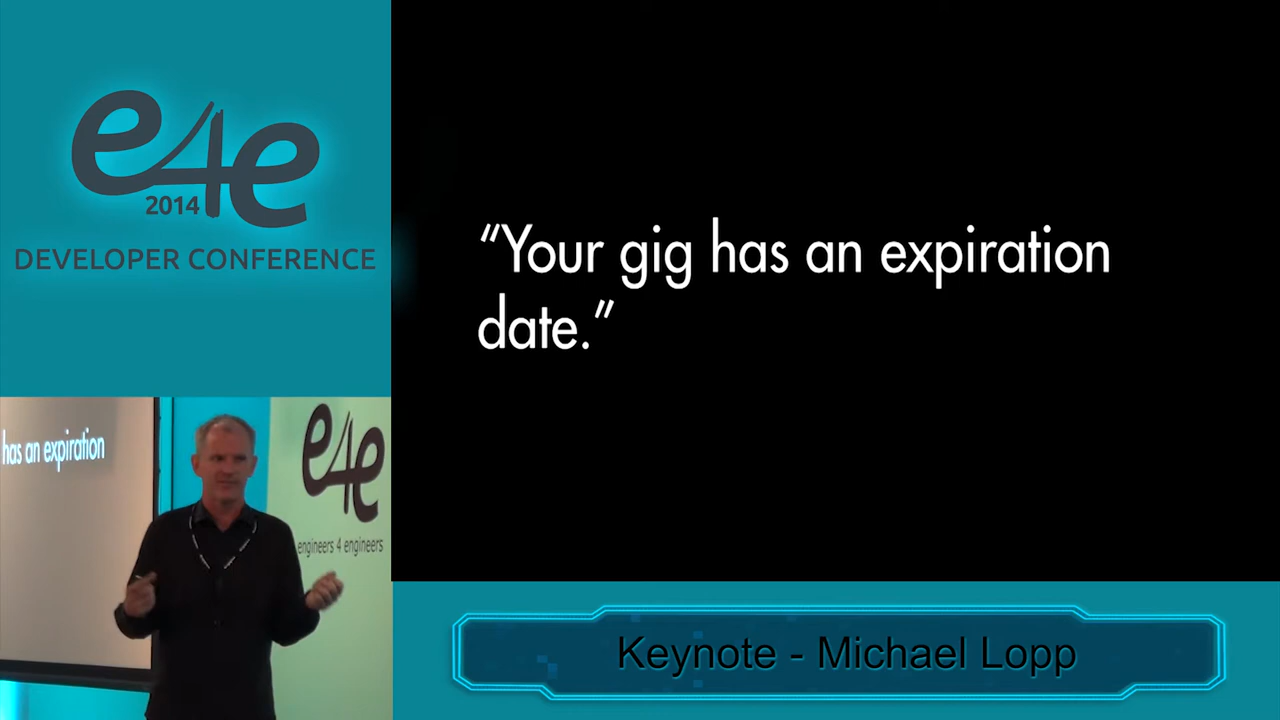 e4e
2014
DEVELOPER CONFERENCE
“Your gig has an expiration
date.”
has an expiration
e4e
engineers 4 engineers
Keynote - Michael Lopp